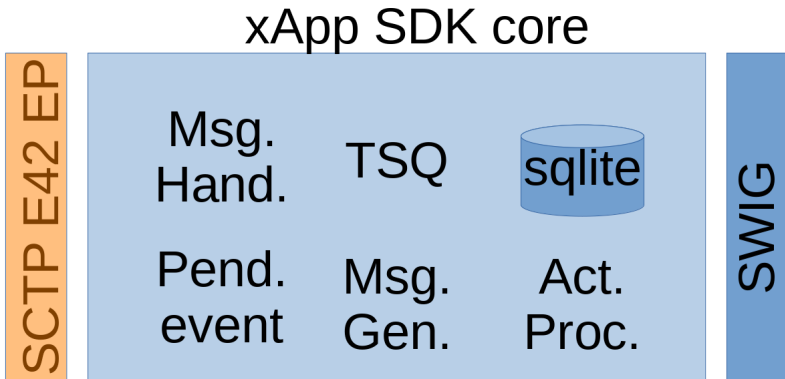 xApp SDK core
SCTP E42 EP
Msg.
Hand.
TSQ
sqlite
Pend.
event
Msg.
Gen.
Act.
Proc.
SWIG